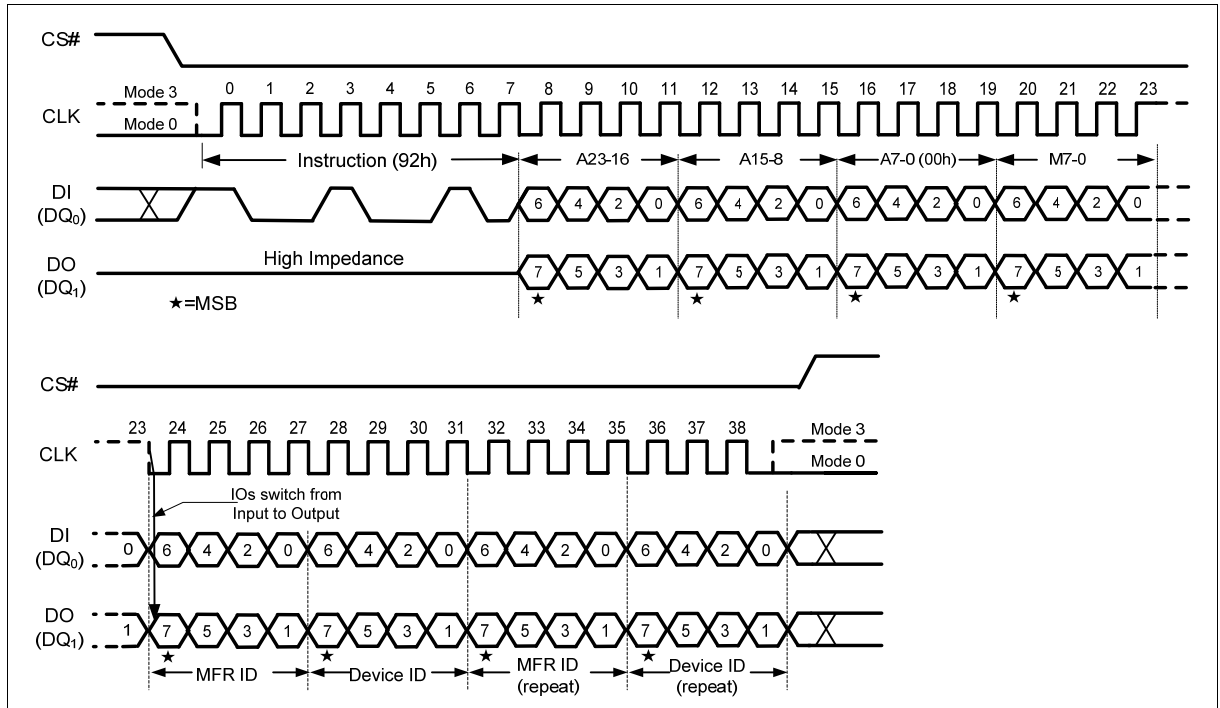 CS#
Mode 3
0 1 2 3 4 5 6 7 8 9 10 11 12 13 14 15 16 17 18 19 20 21 22 23
CLK
Mode 0
Instruction (92h) A23-16 A15-8 A7-0 (00h) M7-0
DI
(DQ0)
6 4 2 0 6 4 2 0 6 4 2 0 6 4 2 0
DO
(DQ1)
High Impedance
7 5 3 1 7 5 3 1 7 5 3 1 7 5 3 1
★ ★ ★ ★
★=MSB
CS#
23 24 25 26 27 28 29 30 31 32 33 34 35 36 37 38
Mode 3
CLK
Mode 0
IOs switch from
Input to Output
DI
(DQ0)
0 6 4 2 0 6 4 2 0 6 4 2 0 6 4 2 0
DO
(DQ1)
1 7 5 3 1 7 5 3 1 7 5 3 1 7 5 3 1
★ ★ ★ ★
MFR ID Device ID MFR ID
(repeat)
Device ID
(repeat)